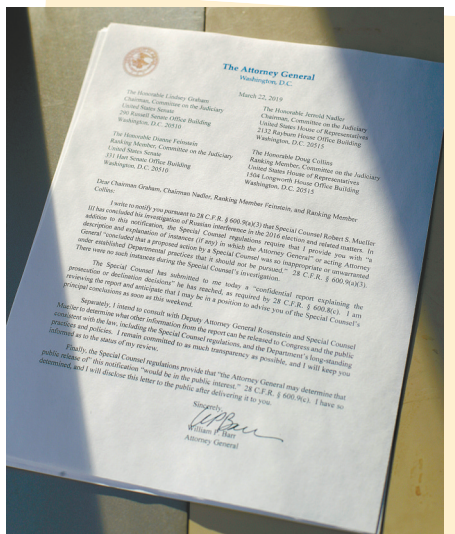 The Attorney General
Washington, D.C.
March 22, 2019
The Honorable Lindsey Graham
Chairman, Committee on the Judiciary
United States Senate
290 Russell Senate Office Building
Washington, D.C. 20510
The Honorable Jerrold Nadler
Chairman, Committee on the Judiciary
United States House of Representatives
2132 Rayburn House Office Building
Washington, D.C. 20515
The Honorable Dianne Feinstein
Ranking Member, Committee on the Judiciary
United States Senate
331 Hart Senate Office Building
Washington, D.C. 20510
The Honorable Doug Collins
Ranking Member, Committee on the Judiciary
United States House of Representatives
1504 Longworth House Office Building
Washington, D.C. 20515
Dear Chairman Graham, Chairman Nadler, Ranking Member Feinstein, and Ranking Member
Collins:
I write to notify you pursuant to 28 C.F.R. § 600.9(a)(3) that Special Counsel Robert S. Mueller
III has concluded his investigation of Russian interference in the 2016 election and related matters. In
addition to this notification, the Special Counsel regulations require that I provide you with "a
description and explanation of instances (if any) in which the Attorney General" or acting Attorney
General "concluded that a proposed action by a Special Counsel was so inappropriate or unwarranted
under established Departmental practices that it should not be pursued." 28 C.F.R. § 600.9(a)(3).
There were no such instances during the Special Counsel's investigation.
The Special Counsel has submitted to me today a "confidential report explaining the
prosecution or declination decisions" he has reached, as required by 28 C.F.R. § 600.8(c). I am
reviewing the report and anticipate that I may be in a position to advise you of the Special Counsel's
principal conclusions as soon as this weekend.
Separately, I intend to consult with Deputy Attorney General Rosenstein and Special Counsel
Mueller to determine what other information from the report can be released to Congress and the public
consistent with the law, including the Special Counsel regulations, and the Department's long-standing
practices and policies. I remain committed to as much transparency as possible, and I will keep you
informed as to the status of my review.
Finally, the Special Counsel regulations provide that "the Attorney General may determine that
public release of" this notification "would be in the public interest." 28 C.F.R. § 600.9(c). I have so
determined, and I will disclose this letter to the public after delivering it to you.
Sincerely,
William P. Barr
Attorney General